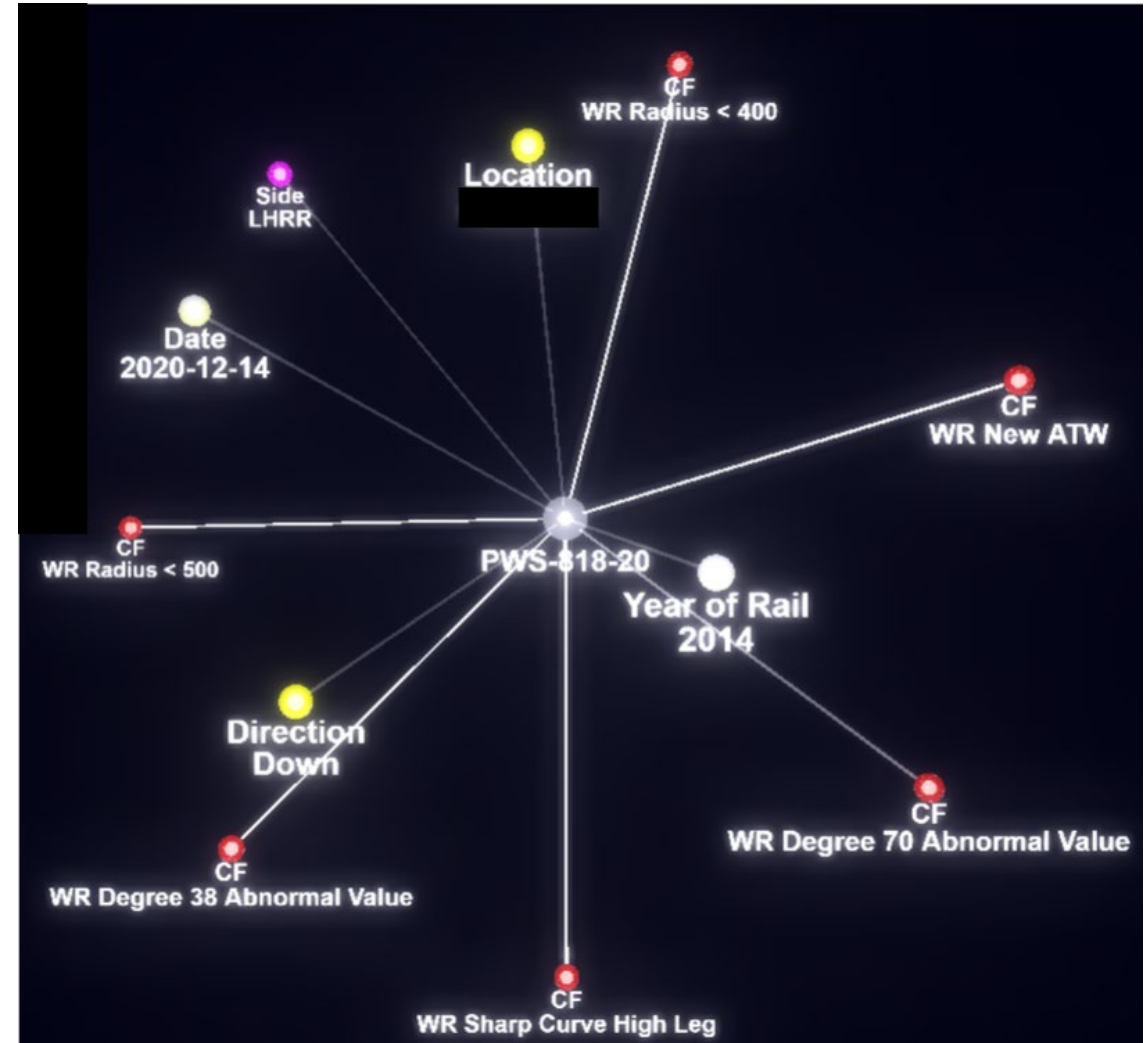 CF
WR Radius < 400
Location
Side
LHRR
Date
2020-12-14
CF
WR New ATW
CF
WR Radius < 500
PWS-818-20
Year of Rail
2014
Direction
Down
CF
WR Degree 70 Abnormal Value
CF
WR Degree 38 Abnormal Value
CF
WR Sharp Curve High Leg